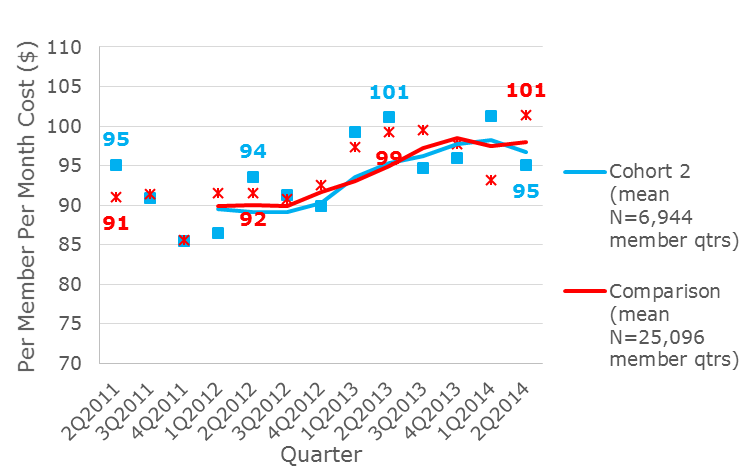 110
105
100
95
90
85
80
75
70
Per Member Per Month Cost ($)
95
91
94
92
101
99
101
95
2Q2011
3Q2011
4Q2011
1Q2012
2Q2012
3Q2012
4Q2012
1Q2013
2Q2013
3Q2013
4Q2013
1Q2014
2Q2014
Quarter
Cohort 2
(mean
N=6,944
member qtrs)
Comparison
(mean
N=25,096
member qtrs)